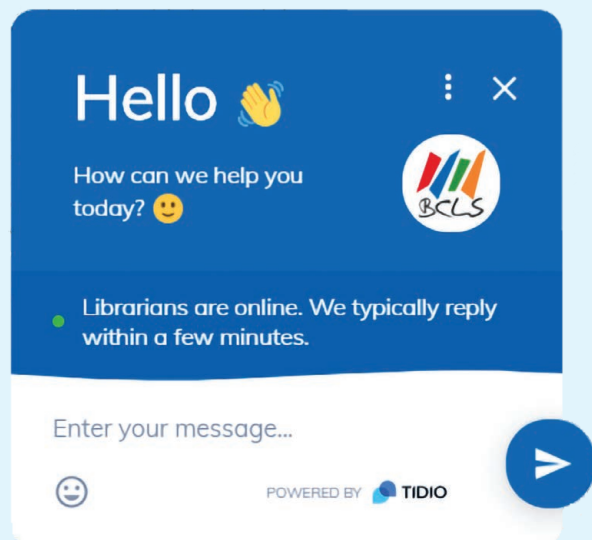 Hello 👋
How can we help you
today? 🙂
BCLS
Librarians are online. We typically reply
within a few minutes.
Enter your message...
POWERED BY TIDIO